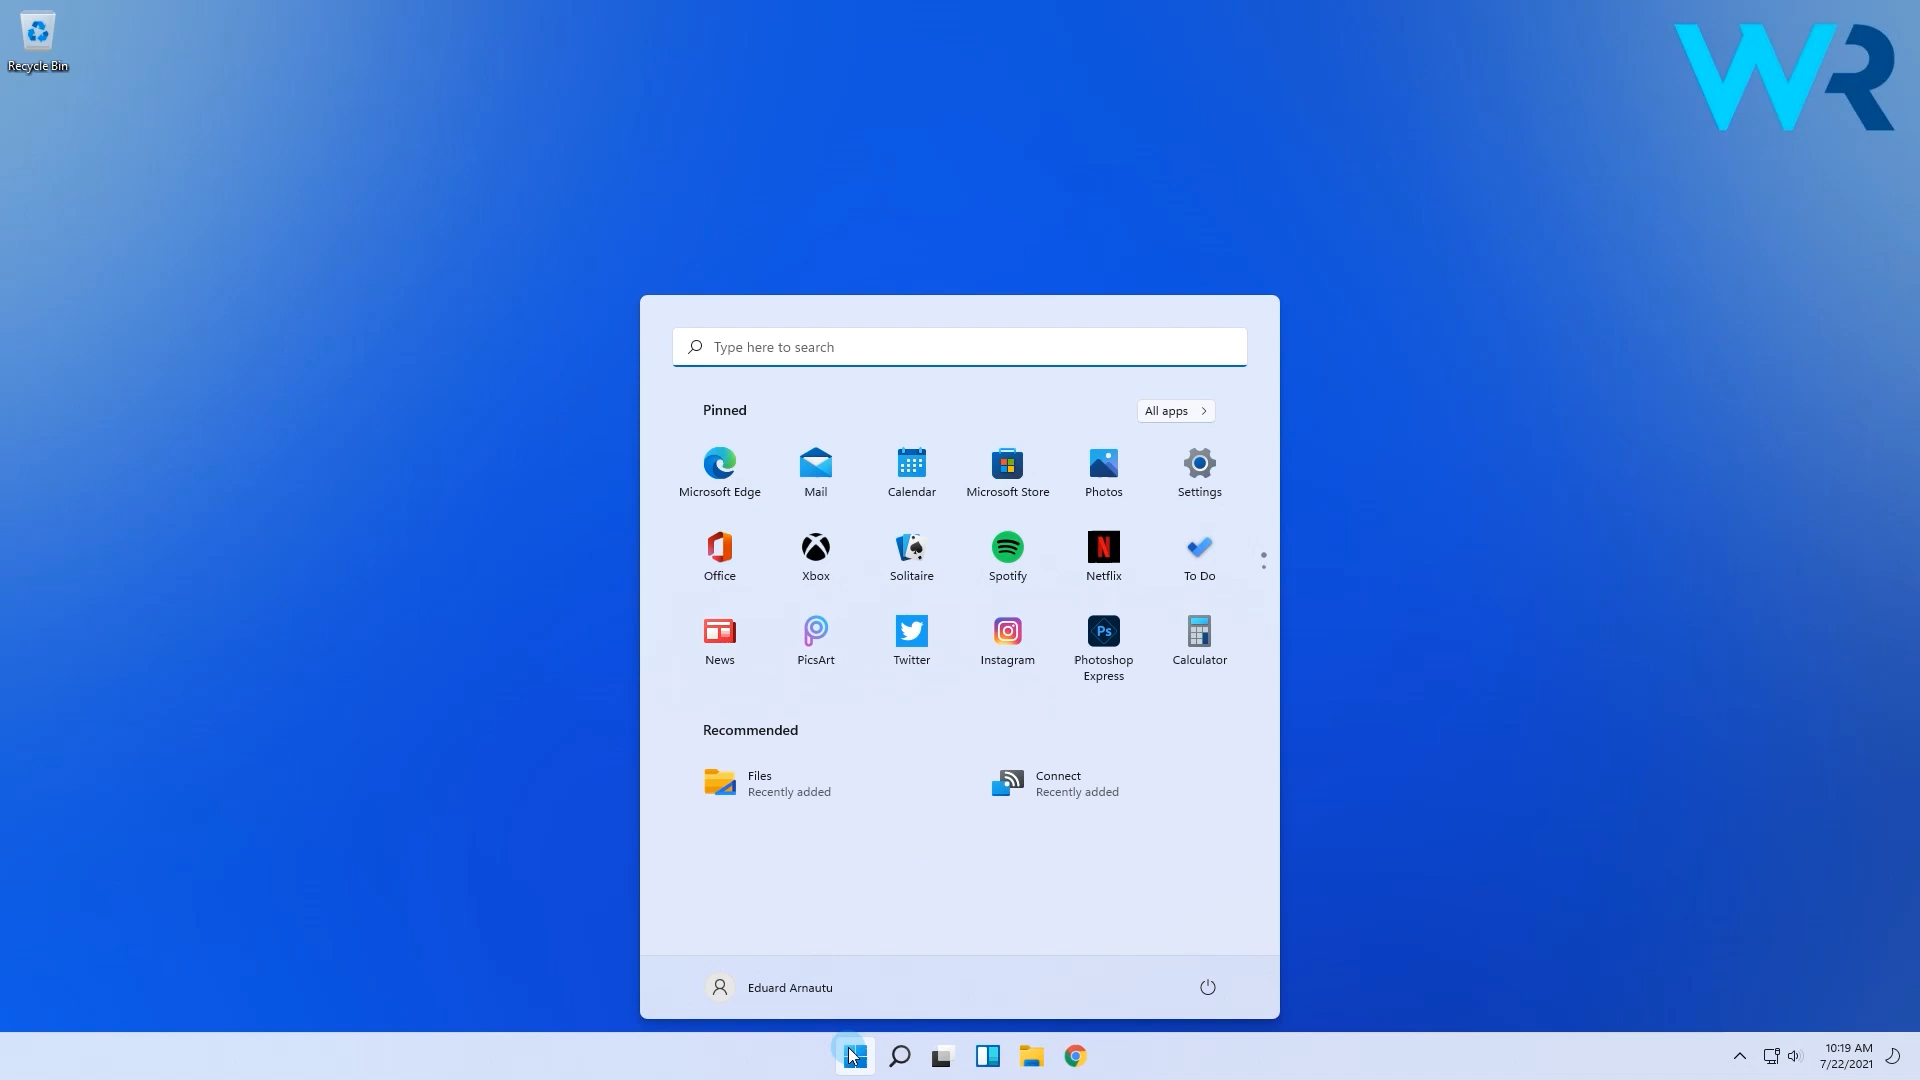 Recycle Bin
WR
Type here to search
Pinned
All apps
Microsoft Edge
Mail
Calendar
Microsoft Store
Photos
Settings
Office
Xbox
Solitaire
Spotify
Netflix
To Do
News
PicsArt
Twitter
Instagram
Photoshop
Express
Calculator
Ps
N
Recommended
Files
Recently added
Connect
Recently added
Eduard Arnautu
10:19 AM
7/22/2021